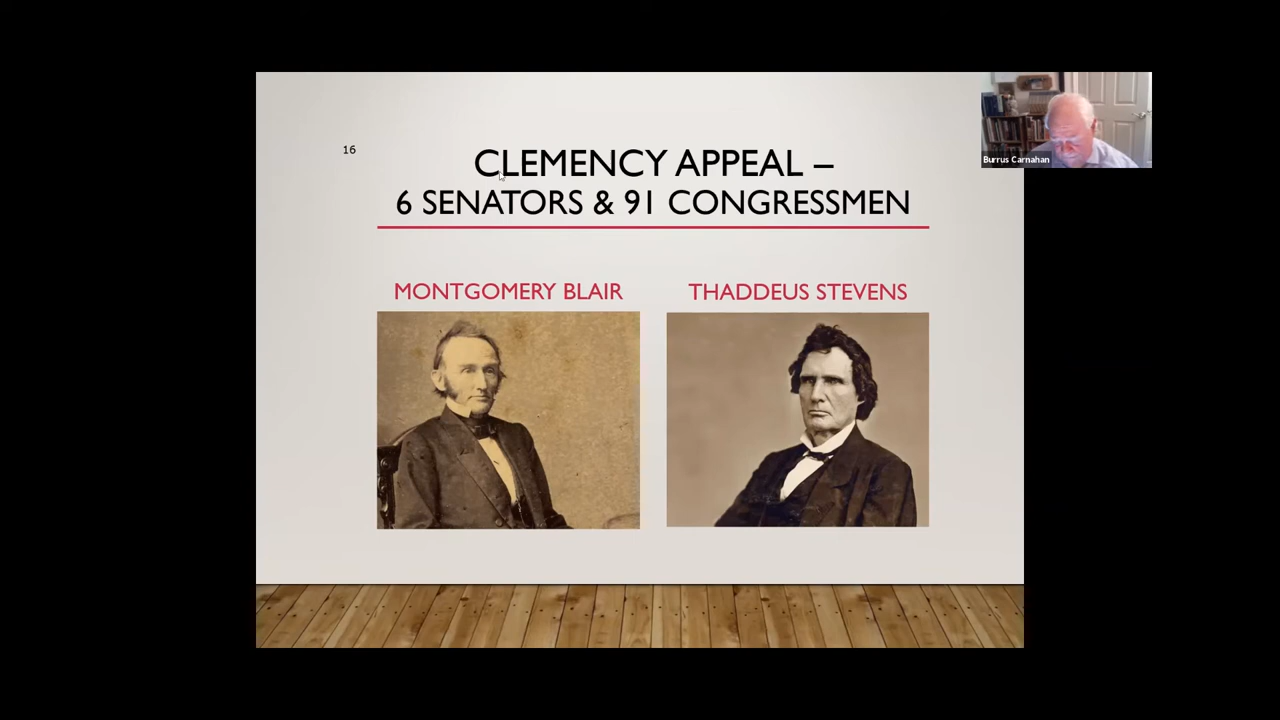 16
CLEMENCY APPEAL –
6 SENATORS & 91 CONGRESSMEN
MONTGOMERY BLAIR
THADDEUS STEVENS
Burrus Carnahan